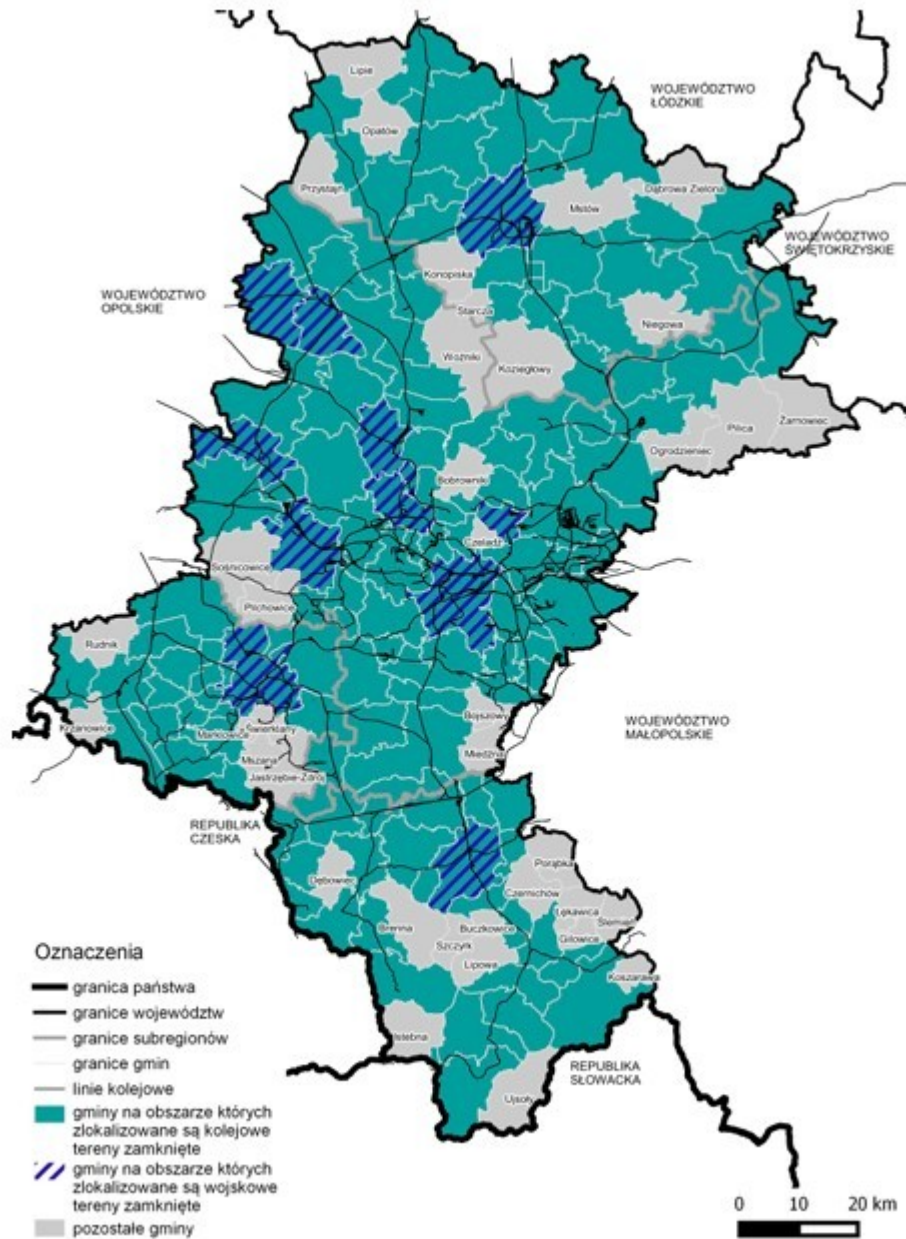 Lipie
WOJEWÓDZTWO
ŁÓDZKIE
Opatów
Przystajń
Dąbrowa Zielona
Mstów
WOJEWÓDZTWO
ŚWIĘTOKRZYSKIE
Konopiska
WOJEWÓDZTWO
OPOLSKIE
Starcza
Niegowa
Woźniki
Koziegłowy
Żarnowiec
Pilica
Ogrodzieniec
Bobrowniki
Czeladź
Sośnicowice
Pilchowice
Rudnik
Bojszowy
Krzanowice
Świerklany
Markowice
WOJEWÓDZTWO
MAŁOPOLSKIE
Miedźna
Mszana
Jastrzębie-Zdrój
REPUBLIKA
CZESKA
Porąbka
Dębowiec
Czernichów
Łękawica
Ślemień
Brenna
Buczkowice
Gilowice
Szczyrk
Lipowa
Koszarawa
Istebna
REPUBLIKA
SŁOWACKA
Ujsoły
Oznaczenia
granica państwa
granice województw
granice subregionów
granice gmin
linie kolejowe
gminy na obszarze których
zlokalizowane są kolejowe
tereny zamknięte
gminy na obszarze których
zlokalizowane są wojskowe
tereny zamknięte
pozostałe gminy
0 10 20 km